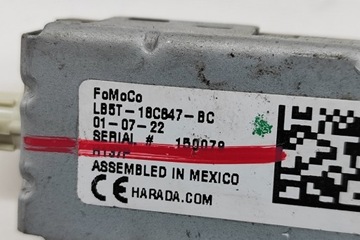 FoMoCo
LB5T-18C847-BC
01-07-22
SERIAL #
ASSEMBLED IN MEXICO
CE HARADA.COM